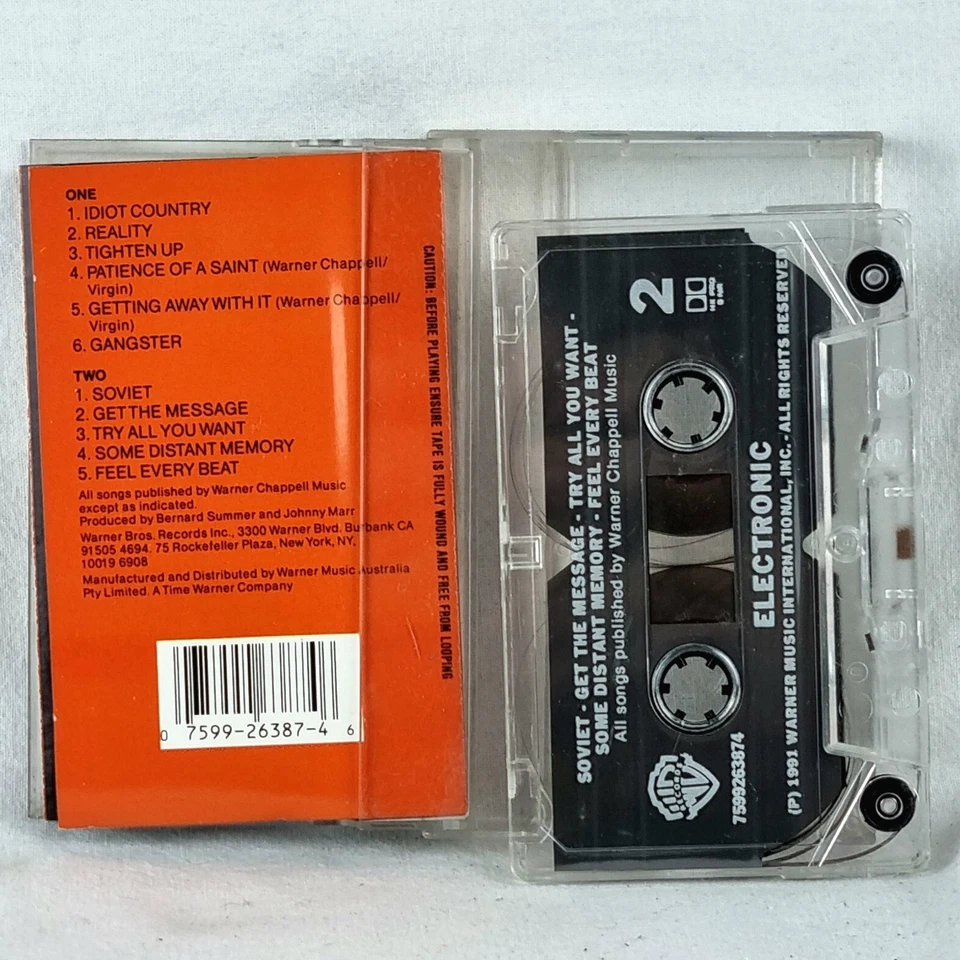 ONE
1. IDIOT COUNTRY
2. REALITY
3. TIGHTEN UP
4. PATIENCE OF A SAINT (Warner Chappell/
Virgin)
5. GETTING AWAY WITH IT (Warner Chappell/
Virgin)
6. GANGSTER
TWO
1. SOVIET
2. GET THE MESSAGE
3. TRY ALL YOU WANT
4. SOME DISTANT MEMORY
5. FEEL EVERY BEAT
All songs published by Warner Chappell Music
except as indicated.
Produced by Bernard Sumner and Johnny Marr
Warner Bros. Records Inc., 3300 Warner Blvd. Burbank CA
91505 4694. 75 Rockefeller Plaza, New York, NY,
10019 6908
Manufactured and Distributed by Warner Music Australia
Pty Limited. A Time Warner Company
0 7599-26387-4 6
CAUTION: BEFORE PLAYING ENSURE TAPE IS FULLY WOUND AND FREE FROM LOOPING
SOVIET - GET THE MESSAGE - TRY ALL YOU WANT -
SOME DISTANT MEMORY - FEEL EVERY BEAT
All songs published by Warner Chappell Music
2
HX PRO
B NR
WB
RECORDS
7599263874
ELECTRONIC
(P) 1991 WARNER MUSIC INTERNATIONAL, INC. - ALL RIGHTS RESERVED